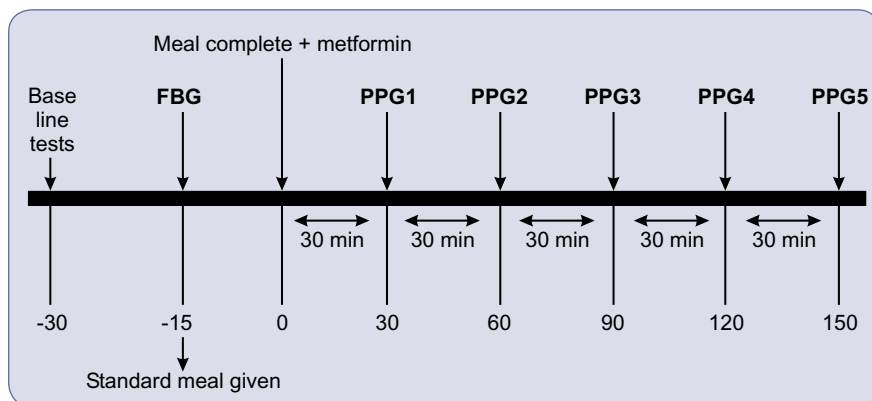 Meal complete + metformin
Base
line
tests
FBG
PPG1
PPG2
PPG3
PPG4
PPG5
30 min
30 min
30 min
30 min
30 min
-30
-15
0
30
60
90
120
150
Standard meal given